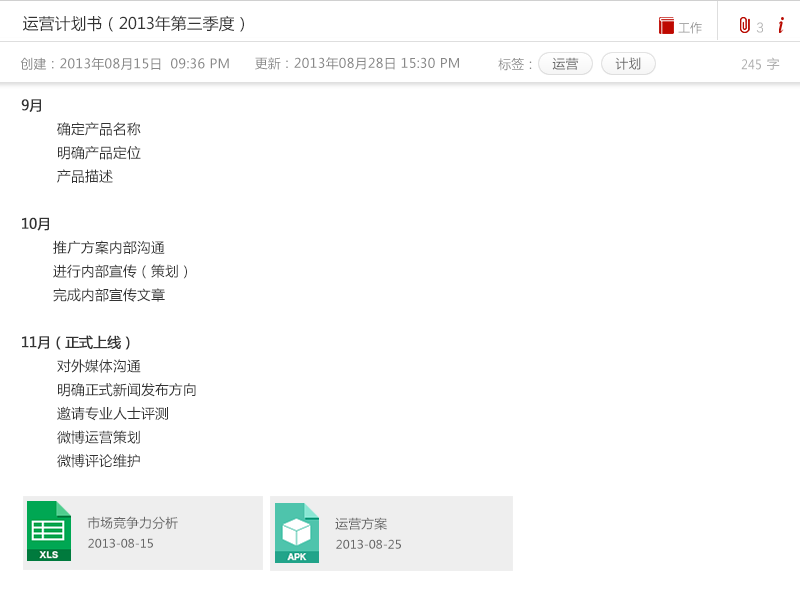 运营计划书（2013年第三季度）
工作
3
创建：2013年08月15日 09:36 PM 更新：2013年08月28日 15:30 PM 标签： 运营 计划 245 字
9月
确定产品名称
明确产品定位
产品描述
10月
推广方案内部沟通
进行内部宣传（策划）
完成内部宣传文章
11月（正式上线）
对外媒体沟通
明确正式新闻发布方向
邀请专业人士评测
微博运营策划
微博评论维护
XLS
市场竞争力分析
2013-08-15
APK
运营方案
2013-08-25